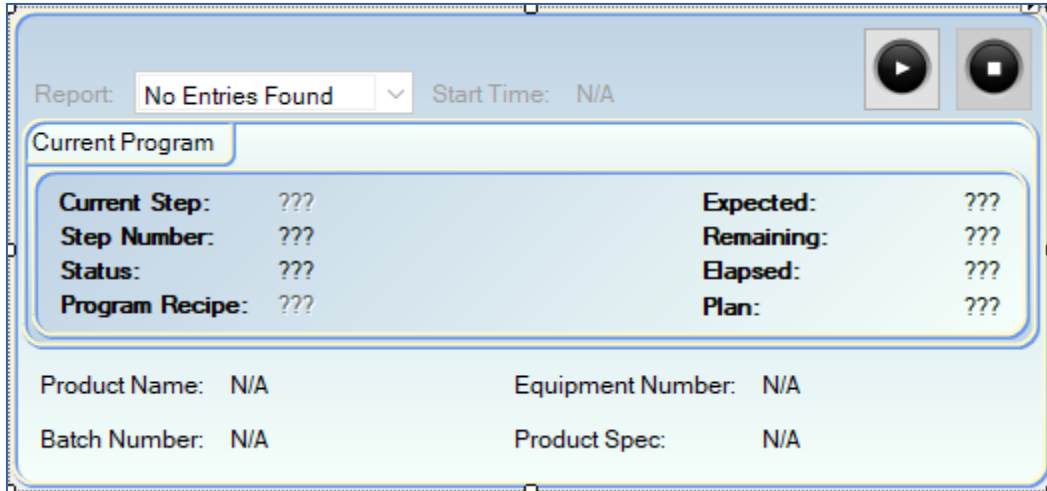 Report: No Entries Found Start Time: N/A
Current Program
Current Step: ??? Expected: ???
Step Number: ??? Remaining: ???
Status: ??? Elapsed: ???
Program Recipe: ??? Plan: ???
Product Name: N/A Equipment Number: N/A
Batch Number: N/A Product Spec: N/A